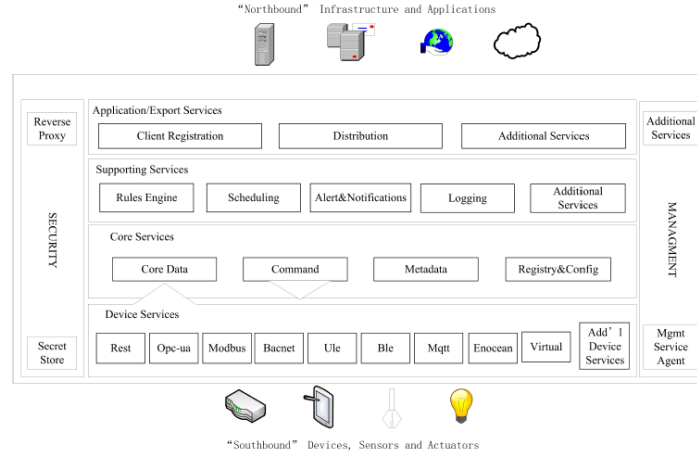 “Northbound” Infrastructure and Applications
Reverse
Proxy
SECURITY
Secret
Store
Application/Export Services
Client Registration
Distribution
Additional Services
Supporting Services
Rules Engine
Scheduling
Alert&Notifications
Logging
Additional
Services
Core Services
Core Data
Command
Metadata
Registry&Config
Device Services
Rest
Opc-ua
Modbus
Bacnet
Ule
Ble
Mqtt
Enocean
Virtual
Add’l
Device
Services
Additional
Services
MANAGMENT
Mgmt
Service
Agent
“Southbound” Devices, Sensors and Actuators